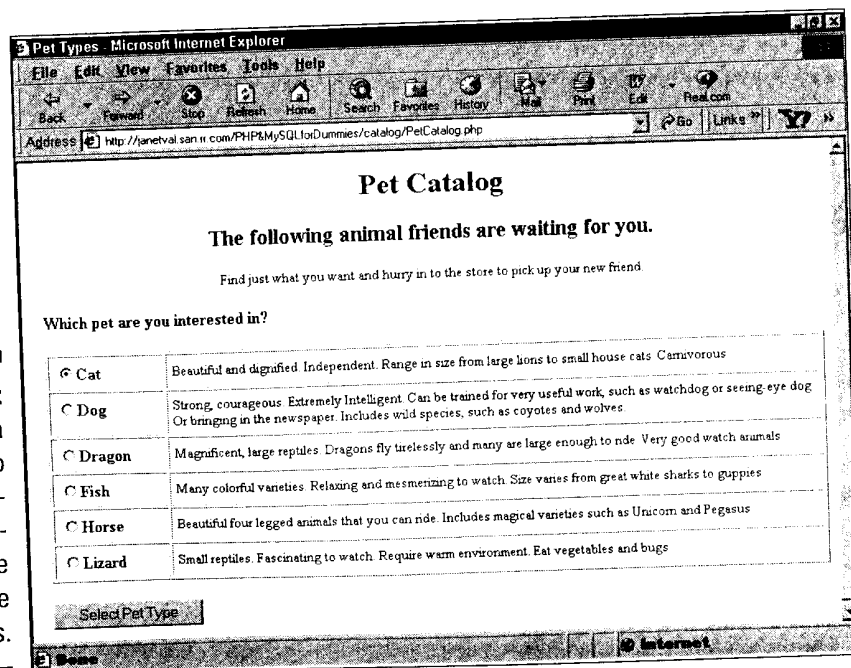 Pet Types - Microsoft Internet Explorer
File Edit View Favorites Tools Help
Back Forward Stop Refresh Home Search Favorites History Mail Print Edit Real.com
Address http://janetval.san.rr.com/PHP&MySQLforDummies/catalog/PetCatalog.php Go Links
Pet Catalog
The following animal friends are waiting for you.
Find just what you want and hurry in to the store to pick up your new friend.
Which pet are you interested in?
Cat Beautiful and dignified. Independent. Range in size from large lions to small house cats. Carnivorous
Dog Strong, courageous. Extremely Intelligent. Can be trained for very useful work, such as watchdog or seeing-eye dog
Or bringing in the newspaper. Includes wild species, such as coyotes and wolves.
Dragon Magnificent, large reptiles. Dragons fly tirelessly and many are large enough to ride. Very good watch animals
Fish Many colorful varieties. Relaxing and mesmerizing to watch. Size varies from great white sharks to guppies
Horse Beautiful four legged animals that you can ride. Includes magical varieties such as Unicorn and Pegasus
Lizard Small reptiles. Fascinating to watch. Require warm environment. Eat vegetables and bugs
Select Pet Type
Done Internet